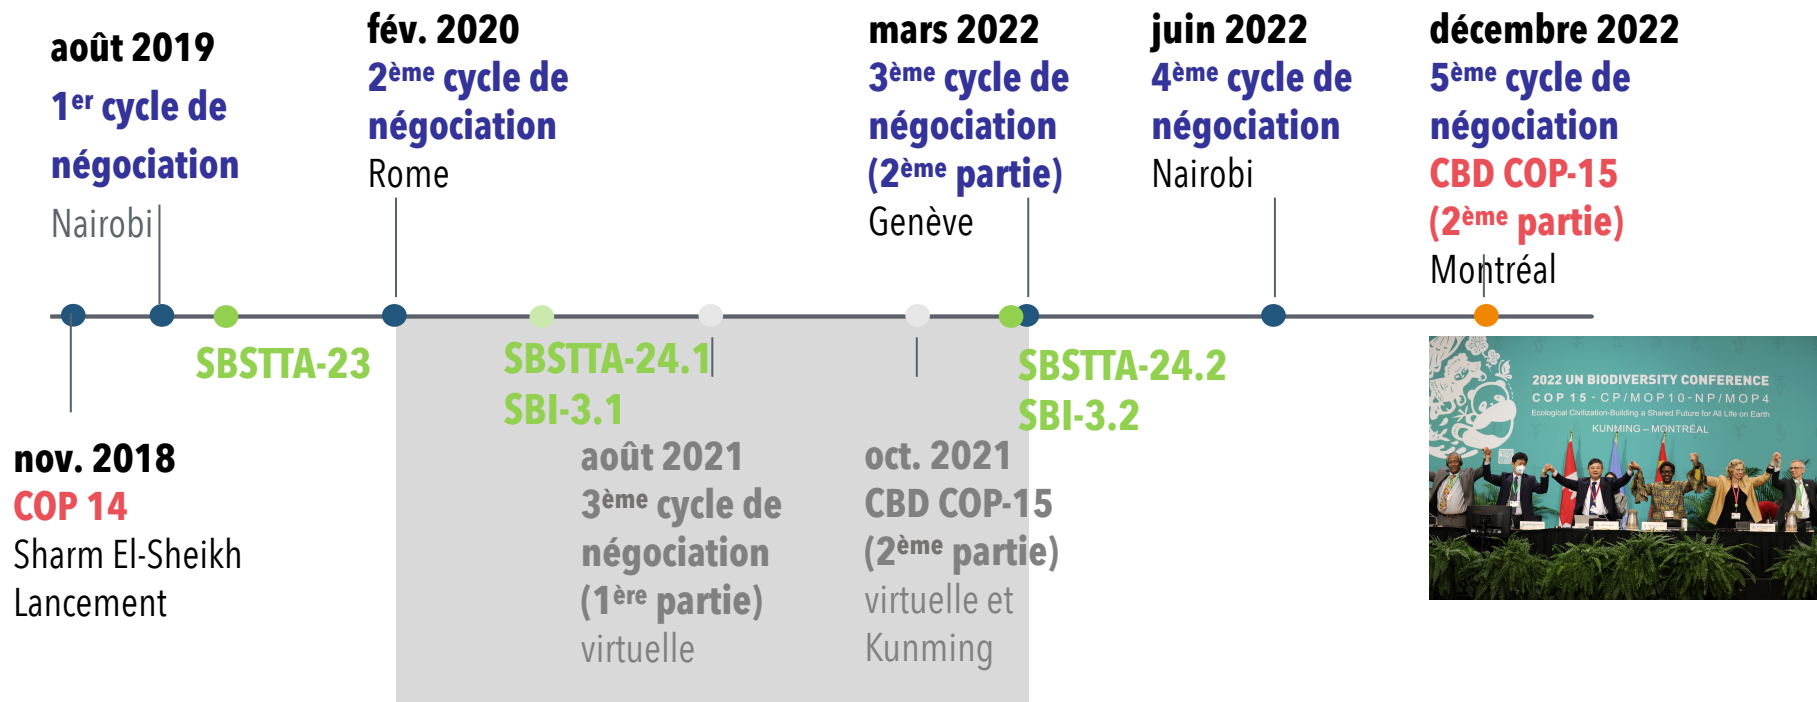 août 2019
1er cycle de
négociation
Nairobi
fév. 2020
2ème cycle de
négociation
Rome
mars 2022
3ème cycle de
négociation
(2ème partie)
Genève
juin 2022
4ème cycle de
négociation
Nairobi
décembre 2022
5ème cycle de
négociation
CBD COP-15
(2ème partie)
Montréal
SBSTTA-23
SBSTTA-24.1
SBI-3.1
SBSTTA-24.2
SBI-3.2
nov. 2018
COP 14
Sharm El-Sheikh
Lancement
août 2021
3ème cycle de
négociation
(1ère partie)
virtuelle
oct. 2021
CBD COP-15
(2ème partie)
virtuelle et
Kunming
2022 UN BIODIVERSITY CONFERENCE
COP 15 - CP/MOP10-NP/MOP4
Ecological Civilization-Building a Shared Future for All Life on Earth
KUNMING – MONTRÉAL